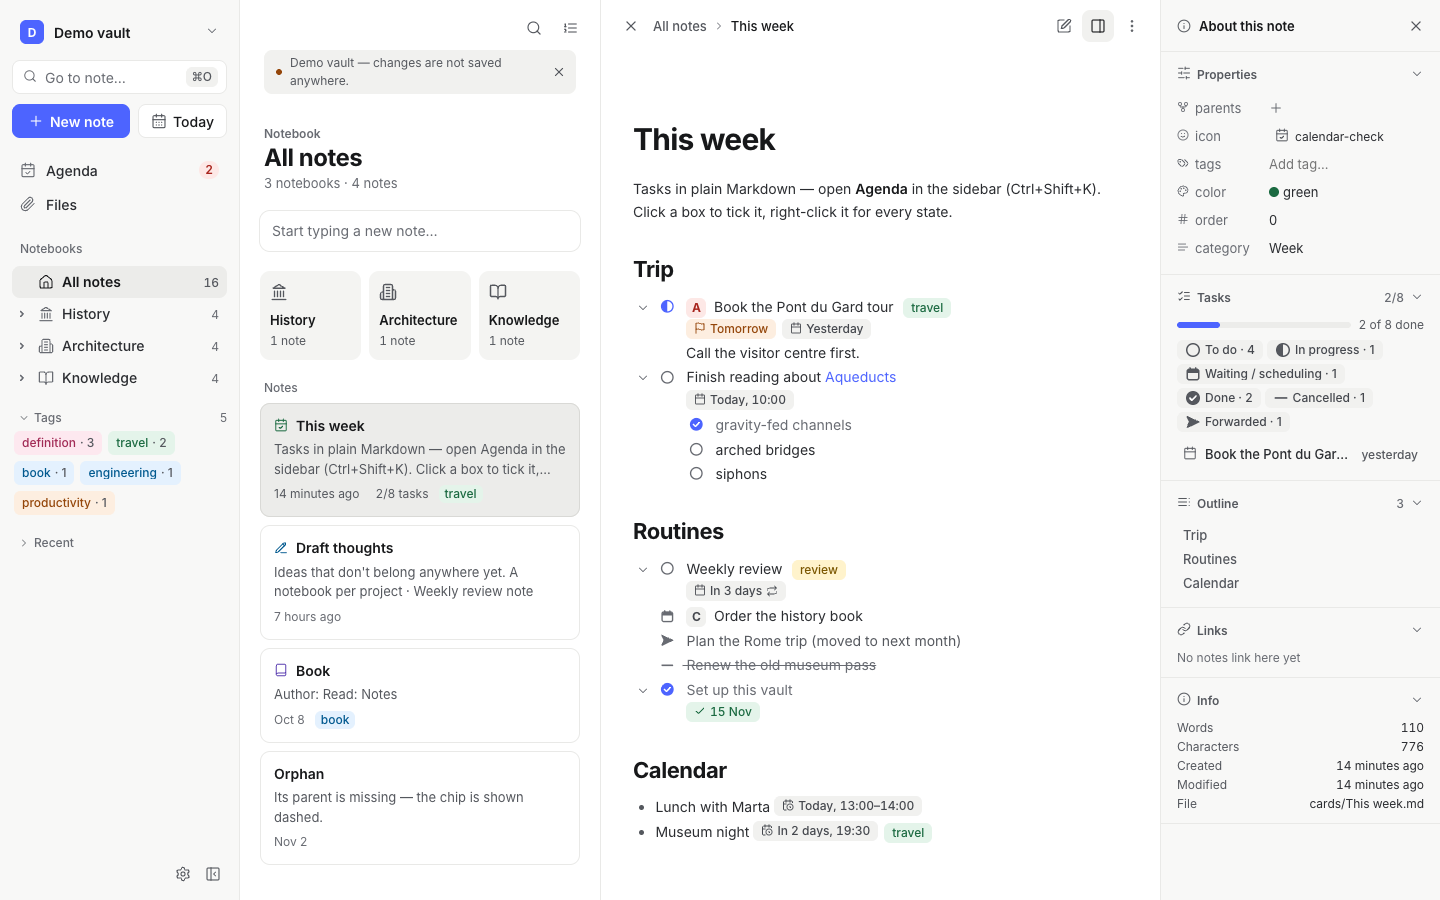 D Demo vault
Go to note... ⌘O
+ New note Today
Agenda 2
Files
Notebooks
All notes 16
History 4
Architecture 4
Knowledge 4
Tags 5
definition · 3 travel · 2
book · 1 engineering · 1
productivity · 1
Recent
Demo vault — changes are not saved
anywhere.
Notebook
All notes
3 notebooks · 4 notes
Start typing a new note...
History Architecture Knowledge
1 note 1 note 1 note
Notes
This week
Tasks in plain Markdown — open Agenda in the
sidebar (Ctrl+Shift+K). Click a box to tick it,...
14 minutes ago 2/8 tasks travel
Draft thoughts
Ideas that don't belong anywhere yet. A
notebook per project · Weekly review note
7 hours ago
Book
Author: Read: Notes
Oct 8 book
Orphan
Its parent is missing — the chip is shown
dashed.
Nov 2
All notes > This week
This week
Tasks in plain Markdown — open Agenda in the sidebar (Ctrl+Shift+K).
Click a box to tick it, right-click it for every state.
Trip
A Book the Pont du Gard tour travel
Tomorrow Yesterday
Call the visitor centre first.
Finish reading about Aqueducts
Today, 10:00
gravity-fed channels
arched bridges
siphons
Routines
Weekly review review
In 3 days
C Order the history book
Plan the Rome trip (moved to next month)
Renew the old museum pass
Set up this vault
15 Nov
Calendar
• Lunch with Marta Today, 13:00–14:00
• Museum night In 2 days, 19:30 travel
About this note
Properties
parents +
icon calendar-check
tags Add tag...
color green
order 0
category Week
Tasks 2/8
2 of 8 done
To do · 4 In progress · 1
Waiting / scheduling · 1
Done · 2 Cancelled · 1
Forwarded · 1
Book the Pont du Gar... yesterday
Outline 3
Trip
Routines
Calendar
Links
No notes link here yet
Info
Words 110
Characters 776
Created 14 minutes ago
Modified 14 minutes ago
File cards/This week.md